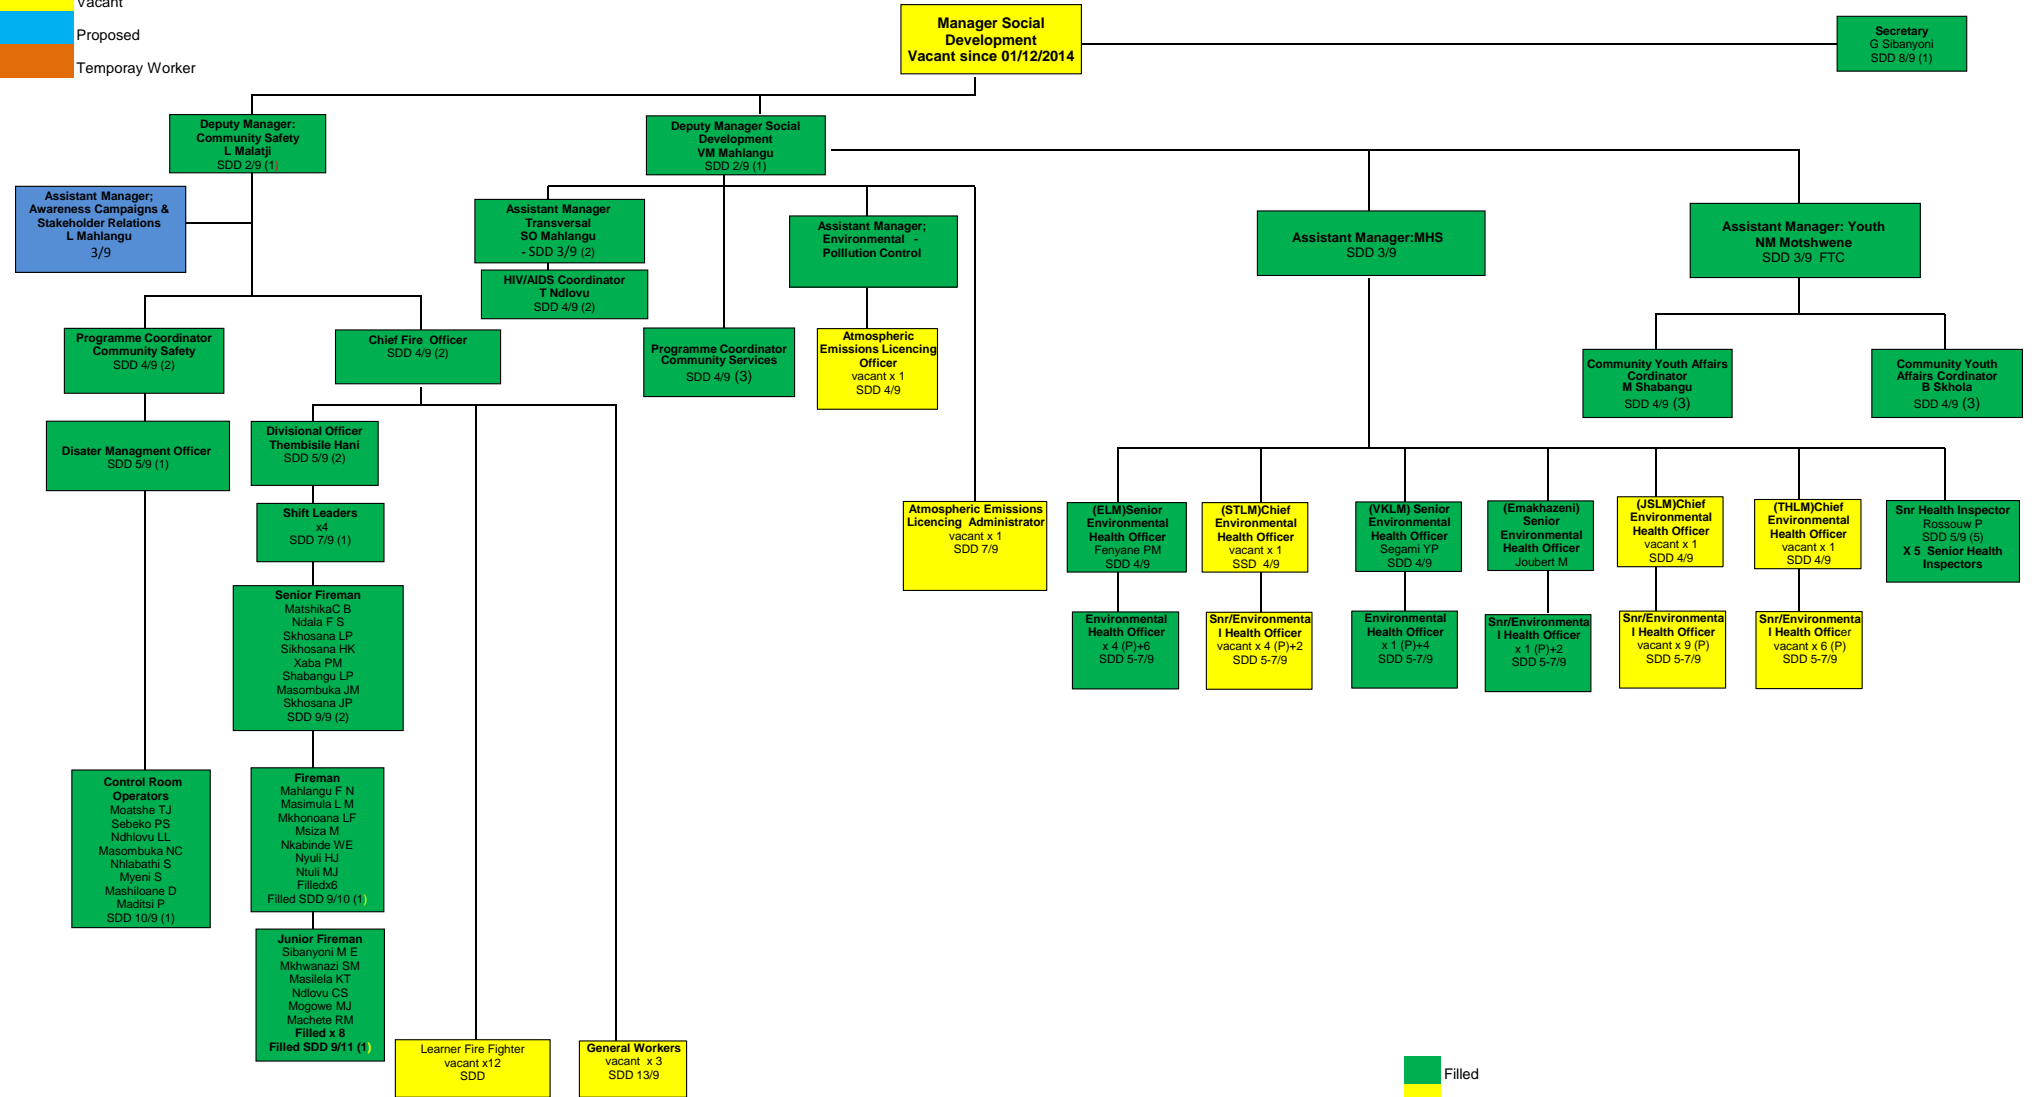 Vacant
Proposed
Temporay Worker
Manager Social
Development
Vacant since 01/12/2014
Secretary
G Sibanyoni
SDD 8/9 (1)
Deputy Manager:
Community Safety
L Malatji
SDD 2/9 (1)
Deputy Manager Social
Development
VM Mahlangu
SDD 2/9 (1)
Assistant Manager;
Awareness Campaigns &
Stakeholder Relations
L Mahlangu
3/9
Assistant Manager
Transversal
SO Mahlangu
- SDD 3/9 (2)
HIV/AIDS Coordinator
T Ndlovu
SDD 4/9 (2)
Assistant Manager;
Environmental -
Polllution Control
Assistant Manager:MHS
SDD 3/9
Assistant Manager: Youth
NM Motshwene
SDD 3/9 FTC
Programme Coordinator
Community Safety
SDD 4/9 (2)
Chief Fire Officer
SDD 4/9 (2)
Programme Coordinator
Community Services
SDD 4/9 (3)
Atmospheric
Emissions Licencing
Officer
vacant x 1
SDD 4/9
Community Youth Affairs
Cordinator
M Shabangu
SDD 4/9 (3)
Community Youth
Affairs Cordinator
B Skhola
SDD 4/9 (3)
Disater Managment Officer
SDD 5/9 (1)
Divisional Officer
Thembisile Hani
SDD 5/9 (2)
Shift Leaders
x4
SDD 7/9 (1)
Atmospheric Emissions
Licencing Administrator
vacant x 1
SDD 7/9
(ELM)Senior
Environmental
Health Officer
Fenyane PM
SDD 4/9
(STLM)Chief
Environmental
Health Officer
vacant x 1
SSD 4/9
(VKLM) Senior
Environmental
Health Officer
Segami YP
SDD 4/9
(Emakhazeni)
Senior
Environmental
Health Officer
Joubert M
(JSLM)Chief
Environmental
Health Officer
vacant x 1
SDD 4/9
(THLM)Chief
Environmental
Health Officer
vacant x 1
SDD 4/9
Snr Health Inspector
Rossouw P
SDD 5/9 (5)
X 5 Senior Health
Inspectors
Senior Fireman
MatshikaC B
Ndala F S
Skhosana LP
Sikhosana HK
Xaba PM
Shabangu LP
Masombuka JM
Skhosana JP
SDD 9/9 (2)
Environmental
Health Officer
x 4 (P)+6
SDD 5-7/9
Snr/Environmenta
l Health Officer
vacant x 4 (P)+2
SDD 5-7/9
Environmental
Health Officer
x 1 (P)+4
SDD 5-7/9
Snr/Environmenta
l Health Officer
x 1 (P)+2
SDD 5-7/9
Snr/Environmenta
l Health Officer
vacant x 9 (P)
SDD 5-7/9
Snr/Environmenta
l Health Officer
vacant x 6 (P)
SDD 5-7/9
Control Room
Operators
Moatshe TJ
Sebeko PS
Ndhlovu LL
Masombuka NC
Nhlabathi S
Myeni S
Mashiloane D
Maditsi P
SDD 10/9 (1)
Fireman
Mahlangu F N
Masimula L M
Mkhonoana LF
Msiza M
Nkabinde WE
Nyuli HJ
Ntuli MJ
Filledx6
Filled SDD 9/10 (1)
Junior Fireman
Sibanyoni M E
Mkhwanazi SM
Masilela KT
Ndlovu CS
Mogowe MJ
Machete RM
Filled x 8
Filled SDD 9/11 (1)
Learner Fire Fighter
vacant x12
SDD
General Workers
vacant x 3
SDD 13/9
Filled